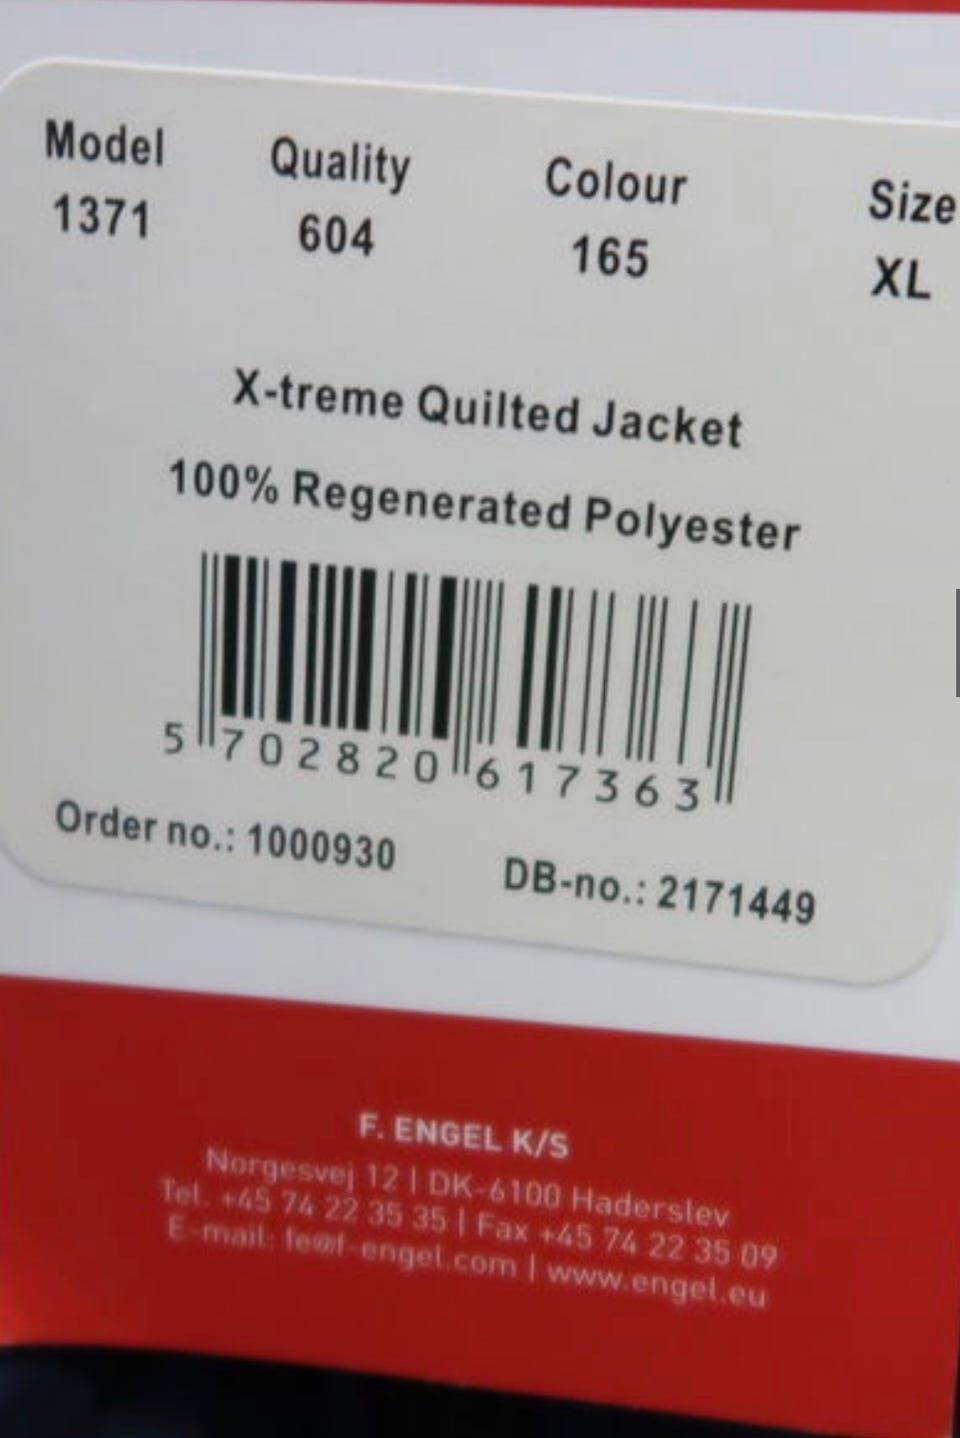 Model Quality Colour Size
1371 604 165 XL
X-treme Quilted Jacket
100% Regenerated Polyester
5 702820 617363
Order no.: 1000930 DB-no.: 2171449
F. ENGEL K/S
Norgesvej 12 | DK-6100 Haderslev
Tel. +45 74 22 35 35 | Fax +45 74 22 35 09
E-mail: fe@f-engel.com | www.engel.eu